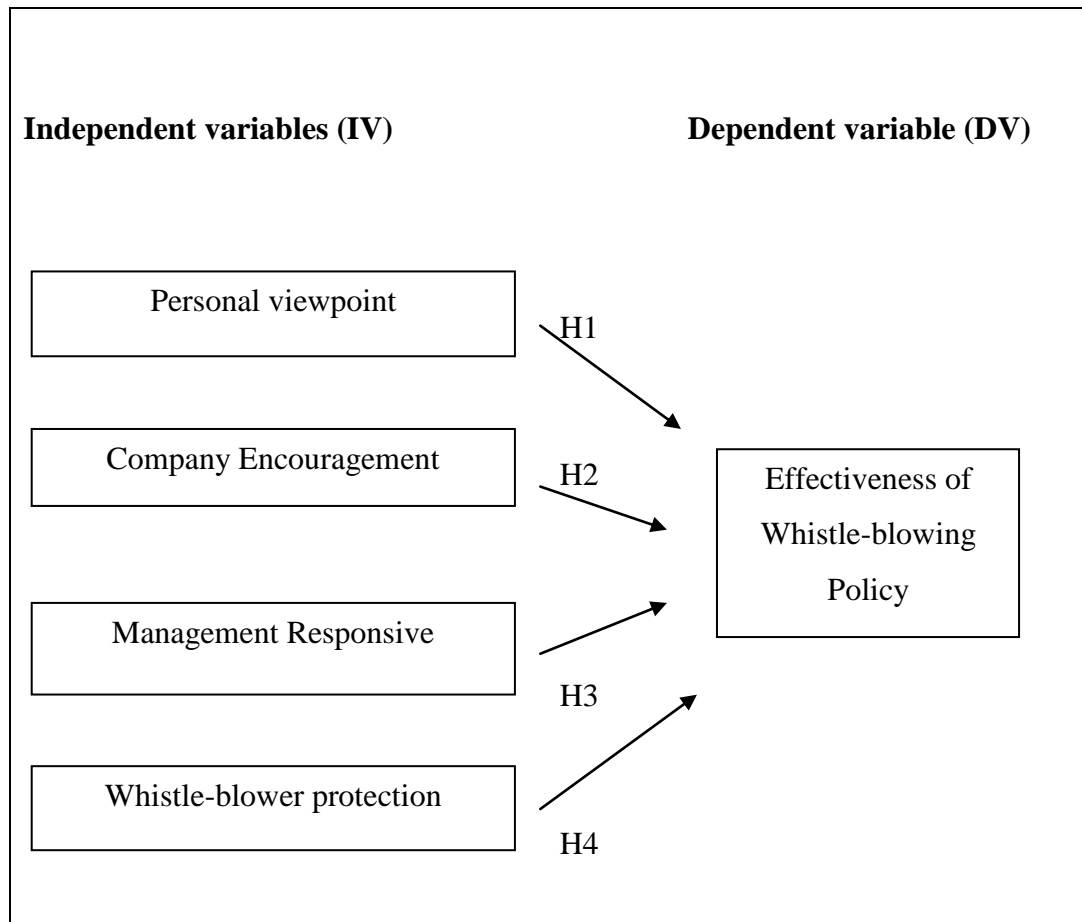 Independent variables (IV)
Dependent variable (DV)
Personal viewpoint
H1
Company Encouragement
H2
Effectiveness of
Whistle-blowing
Policy
Management Responsive
H3
Whistle-blower protection
H4